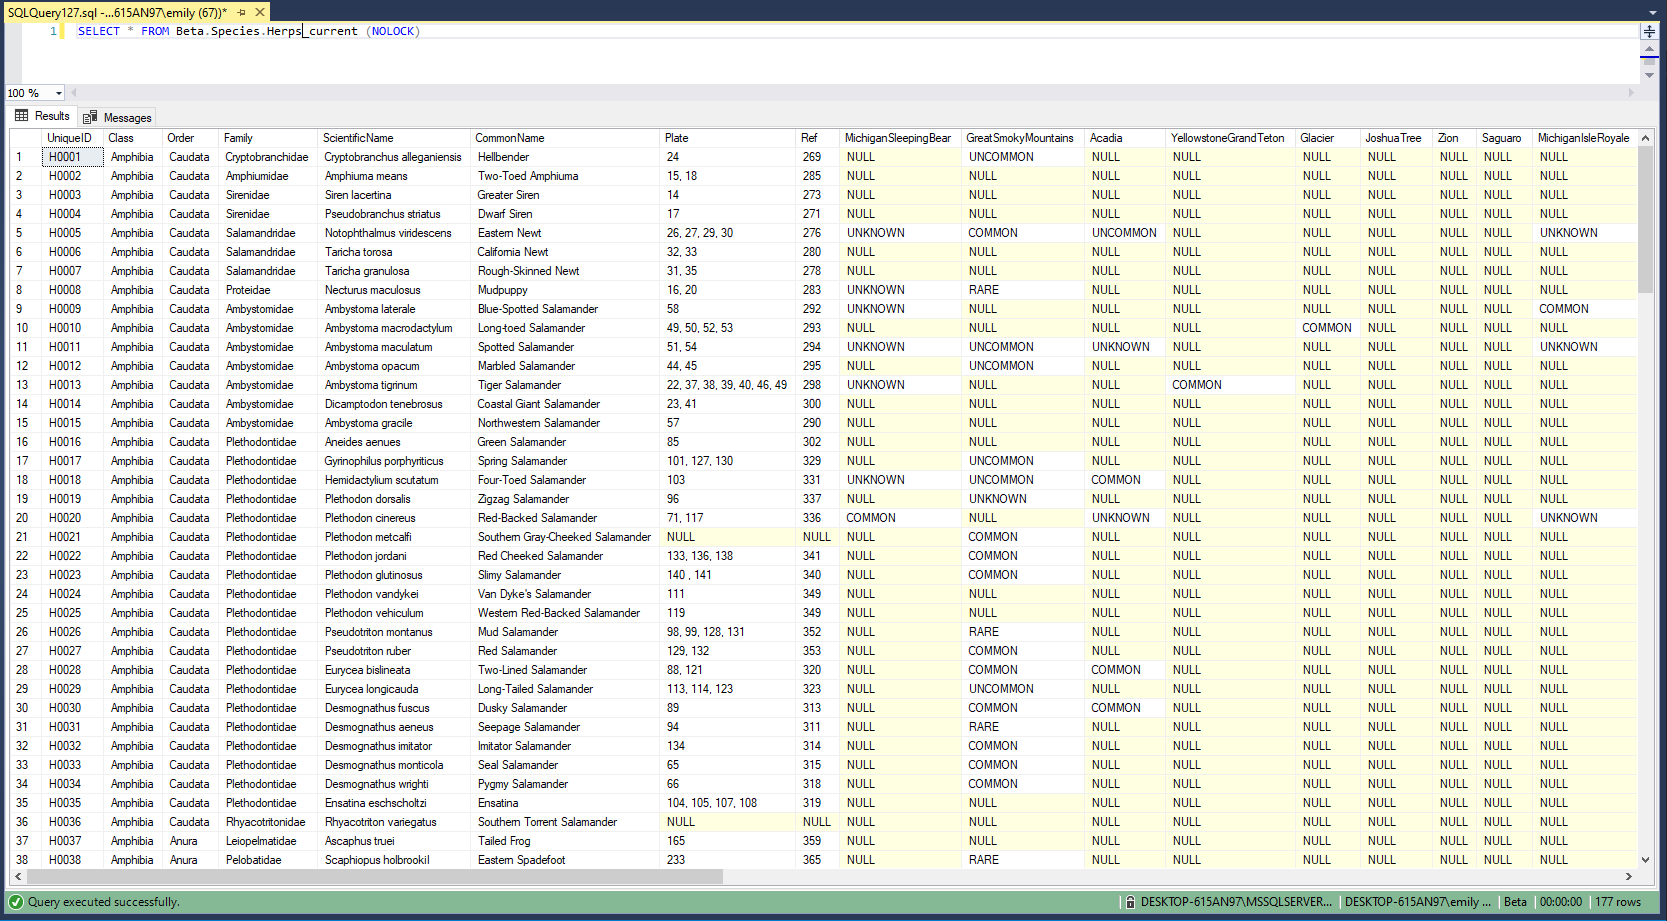 SQLQuery127.sql -...615AN97\emily (67))*
1 SELECT * FROM Beta.Species.Herps_current (NOLOCK)
100 %
Results Messages
UniqueID Class Order Family ScientificName CommonName Plate Ref MichiganSleepingBear GreatSmokyMountains Acadia YellowstoneGrandTeton Glacier JoshuaTree Zion Saguaro MichiganIsleRoyale
1 H0001 Amphibia Caudata Cryptobranchidae Cryptobranchus alleganiensis Hellbender 24 269 NULL UNCOMMON NULL NULL NULL NULL NULL NULL NULL
2 H0002 Amphibia Caudata Amphiumidae Amphiuma means Two-Toed Amphiuma 15, 18 285 NULL NULL NULL NULL NULL NULL NULL NULL NULL
3 H0003 Amphibia Caudata Sirenidae Siren lacertina Greater Siren 14 273 NULL NULL NULL NULL NULL NULL NULL NULL NULL
4 H0004 Amphibia Caudata Sirenidae Pseudobranchus striatus Dwarf Siren 17 271 NULL NULL NULL NULL NULL NULL NULL NULL NULL
5 H0005 Amphibia Caudata Salamandridae Notophthalmus viridescens Eastern Newt 26, 27, 29, 30 276 UNKNOWN COMMON UNCOMMON NULL NULL NULL NULL NULL UNKNOWN
6 H0006 Amphibia Caudata Salamandridae Taricha torosa California Newt 32, 33 280 NULL NULL NULL NULL NULL NULL NULL NULL NULL
7 H0007 Amphibia Caudata Salamandridae Taricha granulosa Rough-Skinned Newt 31, 35 278 NULL NULL NULL NULL NULL NULL NULL NULL NULL
8 H0008 Amphibia Caudata Proteidae Necturus maculosus Mudpuppy 16, 20 283 UNKNOWN RARE NULL NULL NULL NULL NULL NULL NULL
9 H0009 Amphibia Caudata Ambystomidae Ambystoma laterale Blue-Spotted Salamander 58 292 UNKNOWN NULL NULL NULL NULL NULL NULL NULL COMMON
10 H0010 Amphibia Caudata Ambystomidae Ambystoma macrodactylum Long-toed Salamander 49, 50, 52, 53 293 NULL NULL NULL NULL COMMON NULL NULL NULL NULL
11 H0011 Amphibia Caudata Ambystomidae Ambystoma maculatum Spotted Salamander 51, 54 294 UNKNOWN UNCOMMON UNKNOWN NULL NULL NULL NULL NULL UNKNOWN
12 H0012 Amphibia Caudata Ambystomidae Ambystoma opacum Marbled Salamander 44, 45 295 NULL UNCOMMON NULL NULL NULL NULL NULL NULL NULL
13 H0013 Amphibia Caudata Ambystomidae Ambystoma tigrinum Tiger Salamander 22, 37, 38, 39, 40, 46, 49 298 UNKNOWN NULL NULL COMMON NULL NULL NULL NULL NULL
14 H0014 Amphibia Caudata Ambystomidae Dicamptodon tenebrosus Coastal Giant Salamander 23, 41 300 NULL NULL NULL NULL NULL NULL NULL NULL NULL
15 H0015 Amphibia Caudata Ambystomidae Ambystoma gracile Northwestern Salamander 57 290 NULL NULL NULL NULL NULL NULL NULL NULL NULL
16 H0016 Amphibia Caudata Plethodontidae Aneides aenues Green Salamander 85 302 NULL NULL NULL NULL NULL NULL NULL NULL NULL
17 H0017 Amphibia Caudata Plethodontidae Gyrinophilus porphyriticus Spring Salamander 101, 127, 130 329 NULL UNCOMMON NULL NULL NULL NULL NULL NULL NULL
18 H0018 Amphibia Caudata Plethodontidae Hemidactylium scutatum Four-Toed Salamander 103 331 UNKNOWN UNCOMMON COMMON NULL NULL NULL NULL NULL NULL
19 H0019 Amphibia Caudata Plethodontidae Plethodon dorsalis Zigzag Salamander 96 337 NULL UNKNOWN NULL NULL NULL NULL NULL NULL NULL
20 H0020 Amphibia Caudata Plethodontidae Plethodon cinereus Red-Backed Salamander 71, 117 336 COMMON NULL UNKNOWN NULL NULL NULL NULL NULL UNKNOWN
21 H0021 Amphibia Caudata Plethodontidae Plethodon metcalfi Southern Gray-Cheeked Salamander NULL NULL NULL COMMON NULL NULL NULL NULL NULL NULL NULL
22 H0022 Amphibia Caudata Plethodontidae Plethodon jordani Red Cheeked Salamander 133, 136, 138 341 NULL COMMON NULL NULL NULL NULL NULL NULL NULL
23 H0023 Amphibia Caudata Plethodontidae Plethodon glutinosus Slimy Salamander 140 , 141 340 NULL COMMON NULL NULL NULL NULL NULL NULL NULL
24 H0024 Amphibia Caudata Plethodontidae Plethodon vandykei Van Dyke's Salamander 111 349 NULL NULL NULL NULL NULL NULL NULL NULL NULL
25 H0025 Amphibia Caudata Plethodontidae Plethodon vehiculum Western Red-Backed Salamander 119 349 NULL NULL NULL NULL NULL NULL NULL NULL NULL
26 H0026 Amphibia Caudata Plethodontidae Pseudotriton montanus Mud Salamander 98, 99, 128, 131 352 NULL RARE NULL NULL NULL NULL NULL NULL NULL
27 H0027 Amphibia Caudata Plethodontidae Pseudotriton ruber Red Salamander 129, 132 353 NULL COMMON NULL NULL NULL NULL NULL NULL NULL
28 H0028 Amphibia Caudata Plethodontidae Eurycea bislineata Two-Lined Salamander 88, 121 320 NULL COMMON COMMON NULL NULL NULL NULL NULL NULL
29 H0029 Amphibia Caudata Plethodontidae Eurycea longicauda Long-Tailed Salamander 113, 114, 123 323 NULL UNCOMMON NULL NULL NULL NULL NULL NULL NULL
30 H0030 Amphibia Caudata Plethodontidae Desmognathus fuscus Dusky Salamander 89 313 NULL COMMON COMMON NULL NULL NULL NULL NULL NULL
31 H0031 Amphibia Caudata Plethodontidae Desmognathus aeneus Seepage Salamander 94 311 NULL RARE NULL NULL NULL NULL NULL NULL NULL
32 H0032 Amphibia Caudata Plethodontidae Desmognathus imitator Imitator Salamander 134 314 NULL COMMON NULL NULL NULL NULL NULL NULL NULL
33 H0033 Amphibia Caudata Plethodontidae Desmognathus monticola Seal Salamander 65 315 NULL COMMON NULL NULL NULL NULL NULL NULL NULL
34 H0034 Amphibia Caudata Plethodontidae Desmognathus wrighti Pygmy Salamander 66 318 NULL COMMON NULL NULL NULL NULL NULL NULL NULL
35 H0035 Amphibia Caudata Plethodontidae Ensatina eschscholtzi Ensatina 104, 105, 107, 108 319 NULL NULL NULL NULL NULL NULL NULL NULL NULL
36 H0036 Amphibia Caudata Rhyacotritonidae Rhyacotriton variegatus Southern Torrent Salamander NULL NULL NULL NULL NULL NULL NULL NULL NULL NULL NULL
37 H0037 Amphibia Anura Leiopelmatidae Ascaphus truei Tailed Frog 165 359 NULL NULL NULL NULL NULL NULL NULL NULL NULL
38 H0038 Amphibia Anura Pelobatidae Scaphiopus holbrookiI Eastern Spadefoot 233 365 NULL RARE NULL NULL NULL NULL NULL NULL NULL
Query executed successfully. DESKTOP-615AN97\MSSQLSERVER... DESKTOP-615AN97\emily ... Beta 00:00:00 177 rows